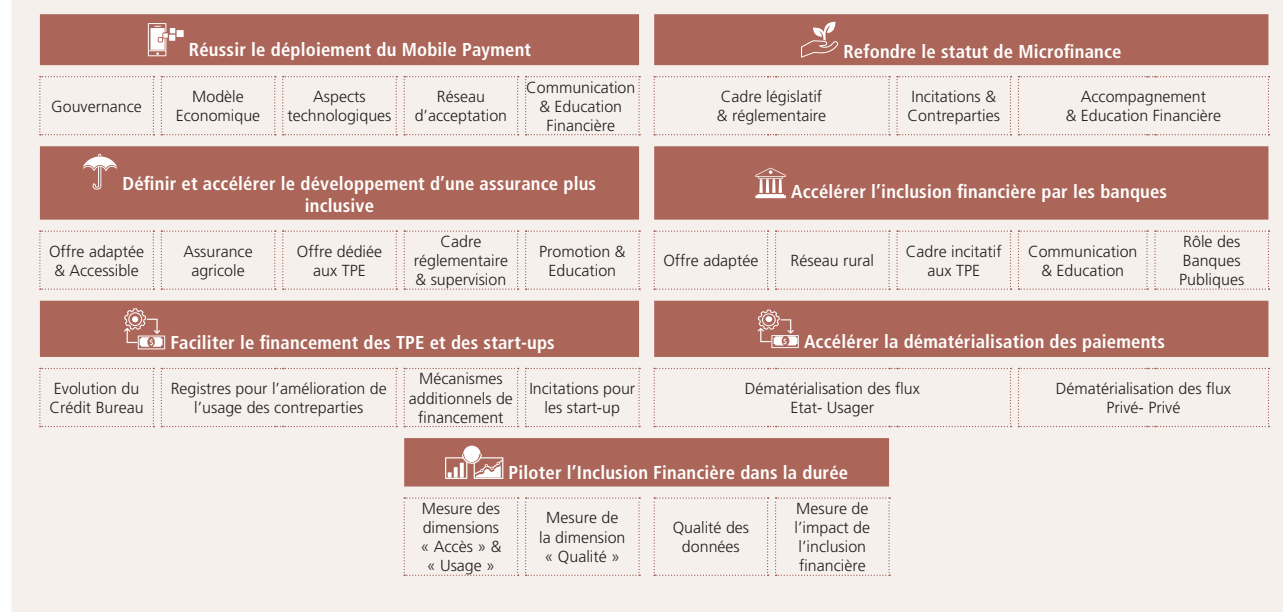 Réussir le déploiement du Mobile Payment
Gouvernance
Modèle
Economique
Aspects
technologiques
Réseau
d’acceptation
Communication
& Education
Financière
Refondre le statut de Microfinance
Cadre législatif
& réglementaire
Incitations &
Contreparties
Accompagnement
& Education Financière
Définir et accélérer le développement d’une assurance plus
inclusive
Offre adaptée
& Accessible
Assurance
agricole
Offre dédiée
aux TPE
Cadre
réglementaire
& supervision
Promotion &
Education
Accélérer l’inclusion financière par les banques
Offre adaptée
Réseau rural
Cadre incitatif
aux TPE
Communication
& Education
Rôle des
Banques
Publiques
Faciliter le financement des TPE et des start-ups
Evolution du
Crédit Bureau
Registres pour l’amélioration de
l’usage des contreparties
Mécanismes
additionnels de
financement
Incitations pour
les start-up
Accélérer la dématérialisation des paiements
Dématérialisation des flux
Etat- Usager
Dématérialisation des flux
Privé- Privé
Piloter l’Inclusion Financière dans la durée
Mesure des
dimensions
« Accès » &
« Usage »
Mesure de
la dimension
« Qualité »
Qualité des
données
Mesure de
l’impact de
l’inclusion
financière